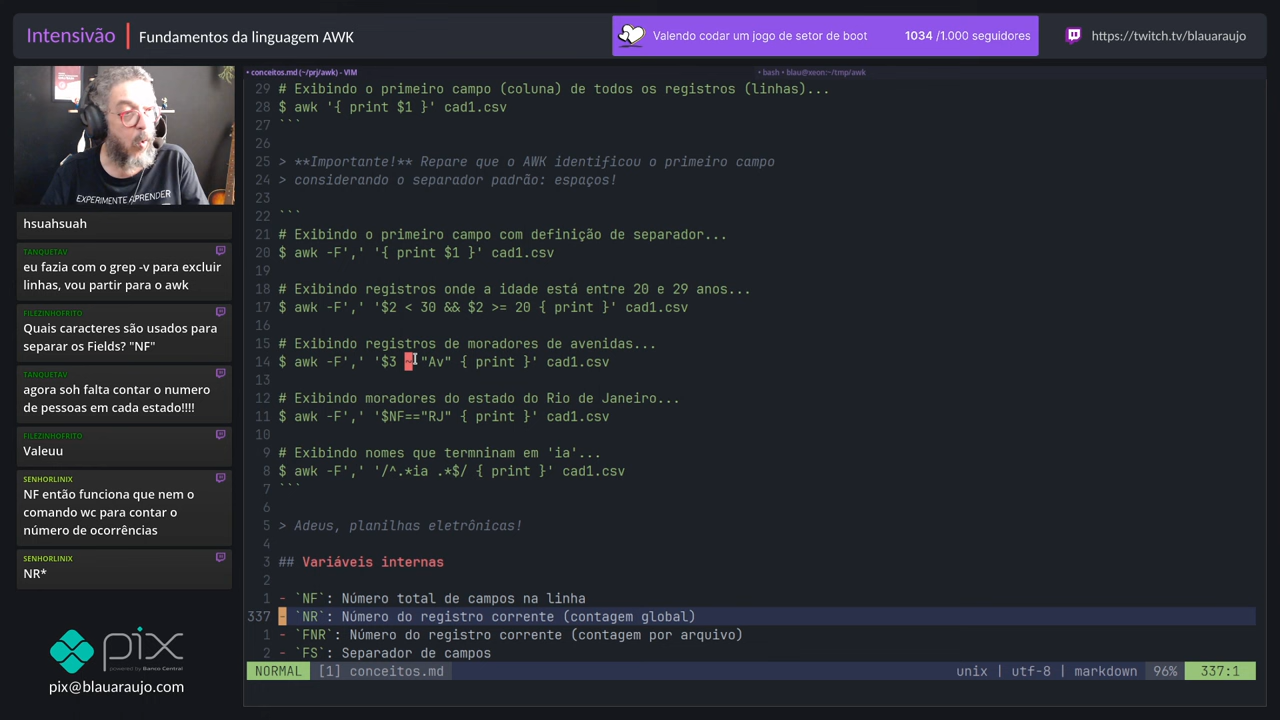 Intensivão
Fundamentos da linguagem AWK
Valendo codar um jogo de setor de boot 1034 /1.000 seguidores
https://twitch.tv/blauaraujo
EXPERIMENTE APRENDER
hsuahsuah
TANQUETAV
eu fazia com o grep -v para excluir
linhas, vou partir para o awk
FILEZINHOFRITO
Quais caracteres são usados para
separar os Fields? "NF"
TANQUETAV
agora soh falta contar o numero
de pessoas em cada estado!!!!
FILEZINHOFRITO
Valeuu
SENHORLINIX
NF então funciona que nem o
comando wc para contar o
número de ocorrências
SENHORLINIX
NR*
pix
powered by Banco Central
pix@blauaraujo.com
• conceitos.md (~/prj/awk) - VIM
• bash • blau@xeon:~/tmp/awk
29 # Exibindo o primeiro campo (coluna) de todos os registros (linhas)...
28 $ awk '{ print $1 }' cad1.csv
27 ```
26
25 > **Importante!** Repare que o AWK identificou o primeiro campo
24 > considerando o separador padrão: espaços!
23
22 ```
21 # Exibindo o primeiro campo com definição de separador...
20 $ awk -F',' '{ print $1 }' cad1.csv
19
18 # Exibindo registros onde a idade está entre 20 e 29 anos...
17 $ awk -F',' '$2 < 30 && $2 >= 20 { print }' cad1.csv
16
15 # Exibindo registros de moradores de avenidas...
14 $ awk -F',' '$3 ~ "Av" { print }' cad1.csv
13
12 # Exibindo moradores do estado do Rio de Janeiro...
11 $ awk -F',' '$NF=="RJ" { print }' cad1.csv
10
9 # Exibindo nomes que termninam em 'ia'...
8 $ awk -F',' '/^.*ia .*$/ { print }' cad1.csv
7 ```
6
5 > Adeus, planilhas eletrônicas!
4
3 ## Variáveis internas
2
1 - `NF`: Número total de campos na linha
337 - `NR`: Número do registro corrente (contagem global)
1 - `FNR`: Número do registro corrente (contagem por arquivo)
2 - `FS`: Separador de campos
NORMAL [1] conceitos.md unix | utf-8 | markdown 96% 337:1